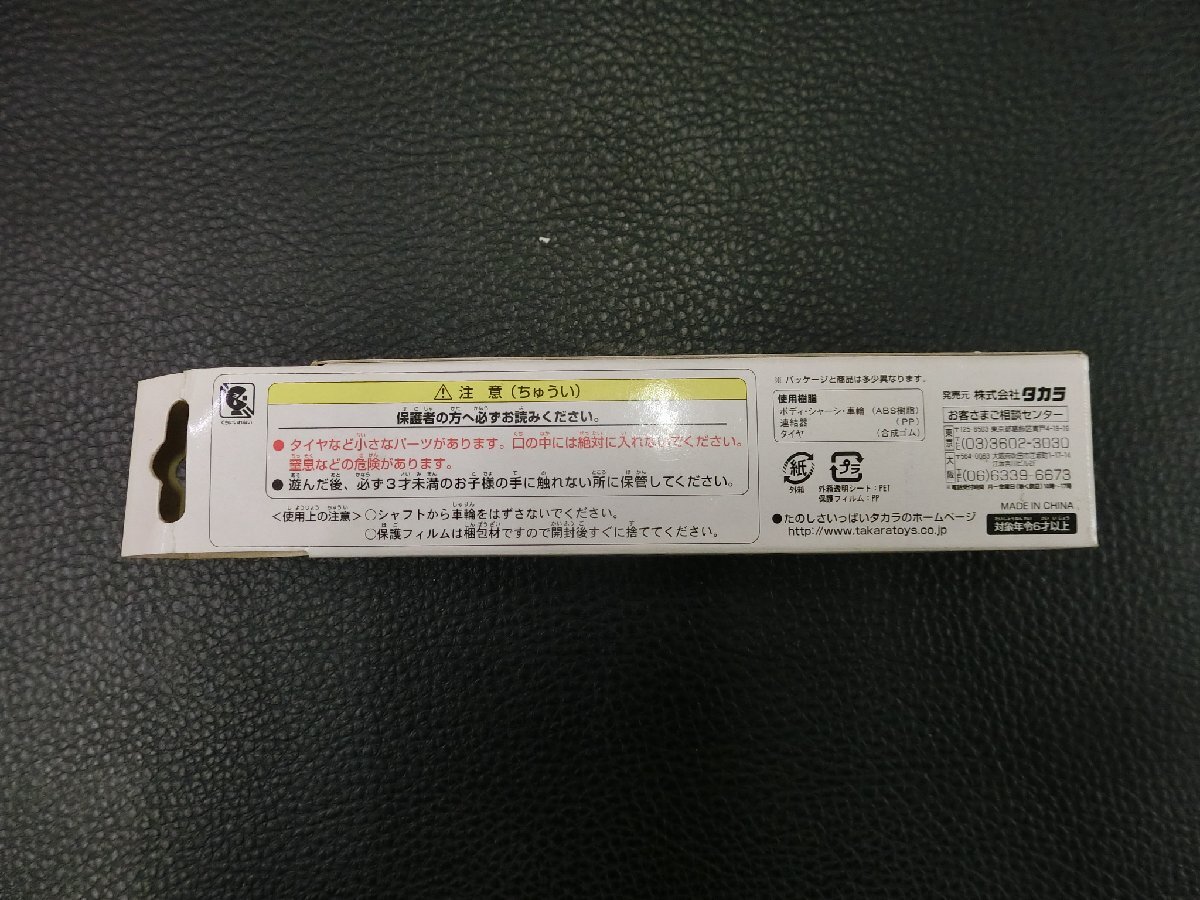 ⚠ 注意(ちゅうい)
保護者の方へ必ずお読みください。
●タイヤなど小さなパーツがあります。口の中には絶対に入れないでください。
窒息などの危険があります。
●遊んだ後、必ず3才未満のお子様の手に触れない所に保管してください。
<使用上の注意>○シャフトから車輪をはずさないでください。
○保護フィルムは梱包材ですので開封後すぐに捨ててください。
※パッケージと商品は多少異なります。
使用樹脂
ボディ・シャーシ・車輪 (ABS樹脂)
連結器 (PP)
タイヤ (合成ゴム)
紙
外箱
プラ
外箱透明シート:PET
保護フィルム:PP
●たのしさいっぱいタカラのホームページ
http://www.takaratoys.co.jp
発売元 株式会社タカラ
お客さまご相談センター
東京
〒125-8503 東京都葛飾区青戸4-19-16
(03)3602-3030
大阪
(06)6339-6673
MADE IN CHINA
対象年令6才以上